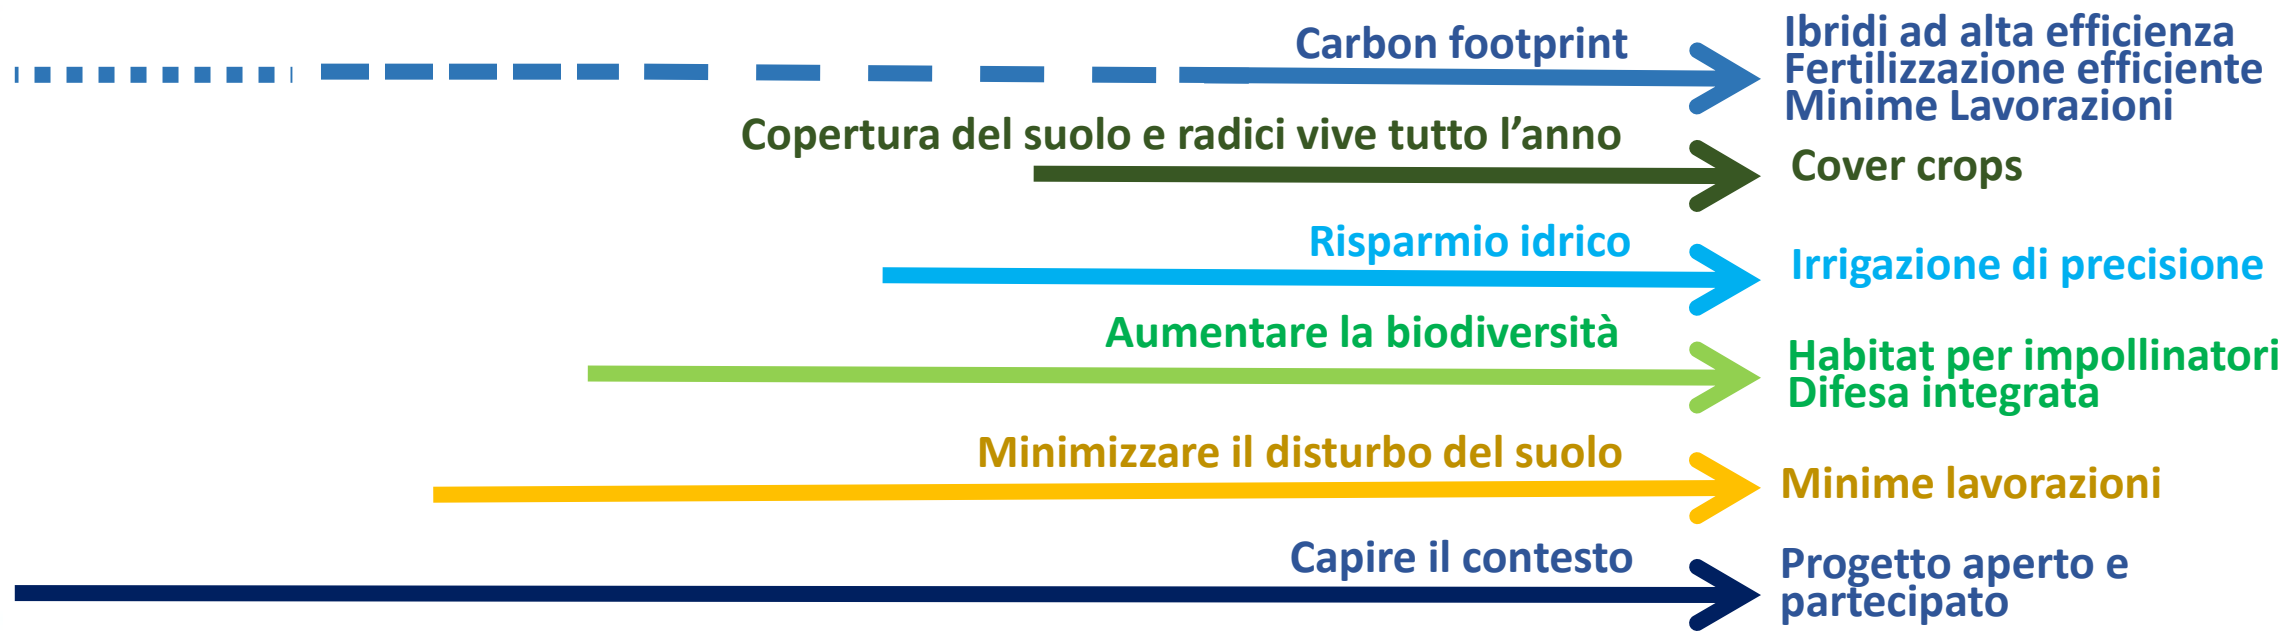 Carbon footprint
Ibridi ad alta efficienza
Fertilizzazione efficiente
Minime Lavorazioni
Copertura del suolo e radici vive tutto l’anno
Cover crops
Risparmio idrico
Irrigazione di precisione
Aumentare la biodiversità
Habitat per impollinatori
Difesa integrata
Minimizzare il disturbo del suolo
Minime lavorazioni
Capire il contesto
Progetto aperto e
partecipato